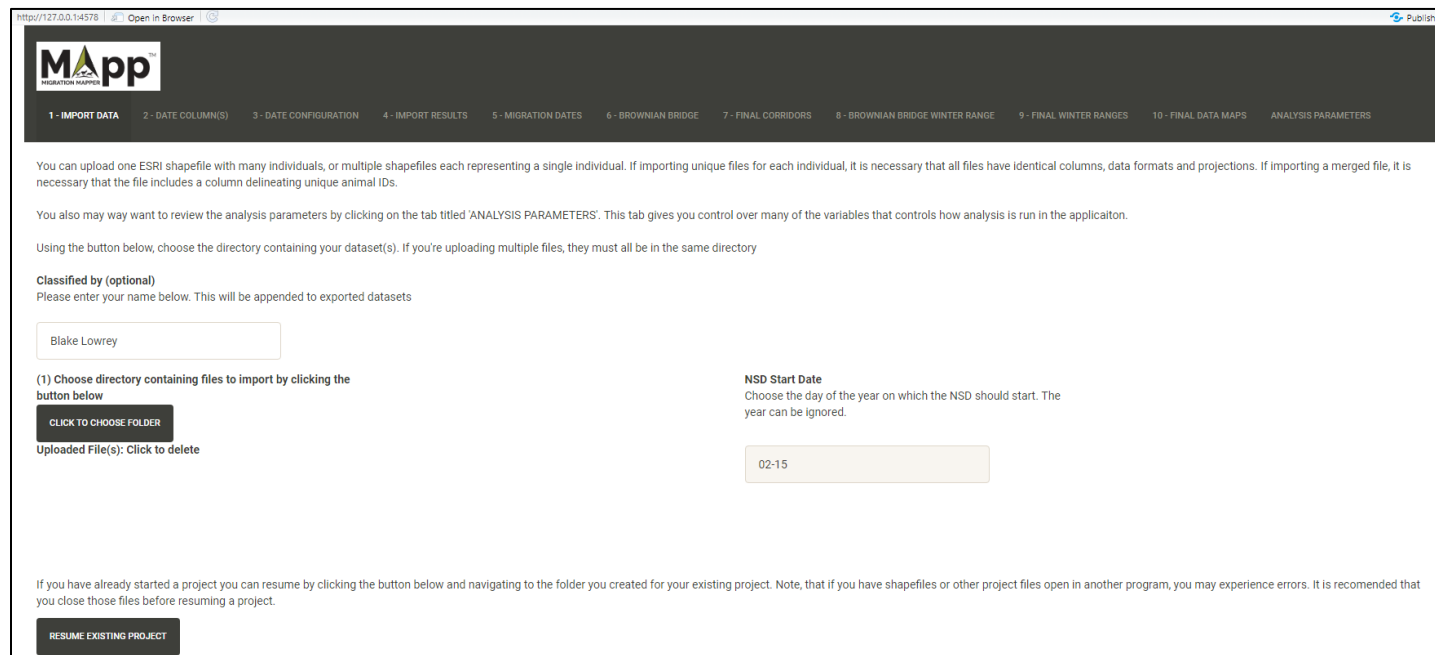 http://127.0.0.1:4578 Open in Browser Publish
MApp™
MIGRATION MAPPER
1 - IMPORT DATA 2 - DATE COLUMN(S) 3 - DATE CONFIGURATION 4 - IMPORT RESULTS 5 - MIGRATION DATES 6 - BROWNIAN BRIDGE 7 - FINAL CORRIDORS 8 - BROWNIAN BRIDGE WINTER RANGE 9 - FINAL WINTER RANGES 10 - FINAL DATA MAPS ANALYSIS PARAMETERS
You can upload one ESRI shapefile with many individuals, or multiple shapefiles each representing a single individual. If importing unique files for each individual, it is necessary that all files have identical columns, data formats and projections. If importing a merged file, it is
necessary that the file includes a column delineating unique animal IDs.
You also may way want to review the analysis parameters by clicking on the tab titled 'ANALYSIS PARAMETERS'. This tab gives you control over many of the variables that controls how analysis is run in the applicaiton.
Using the button below, choose the directory containing your dataset(s). If you're uploading multiple files, they must all be in the same directory
Classified by (optional)
Please enter your name below. This will be appended to exported datasets
Blake Lowrey
(1) Choose directory containing files to import by clicking the
button below
CLICK TO CHOOSE FOLDER
Uploaded File(s): Click to delete
NSD Start Date
Choose the day of the year on which the NSD should start. The
year can be ignored.
02-15
If you have already started a project you can resume by clicking the button below and navigating to the folder you created for your existing project. Note, that if you have shapefiles or other project files open in another program, you may experience errors. It is recomended that
you close those files before resuming a project.
RESUME EXISTING PROJECT